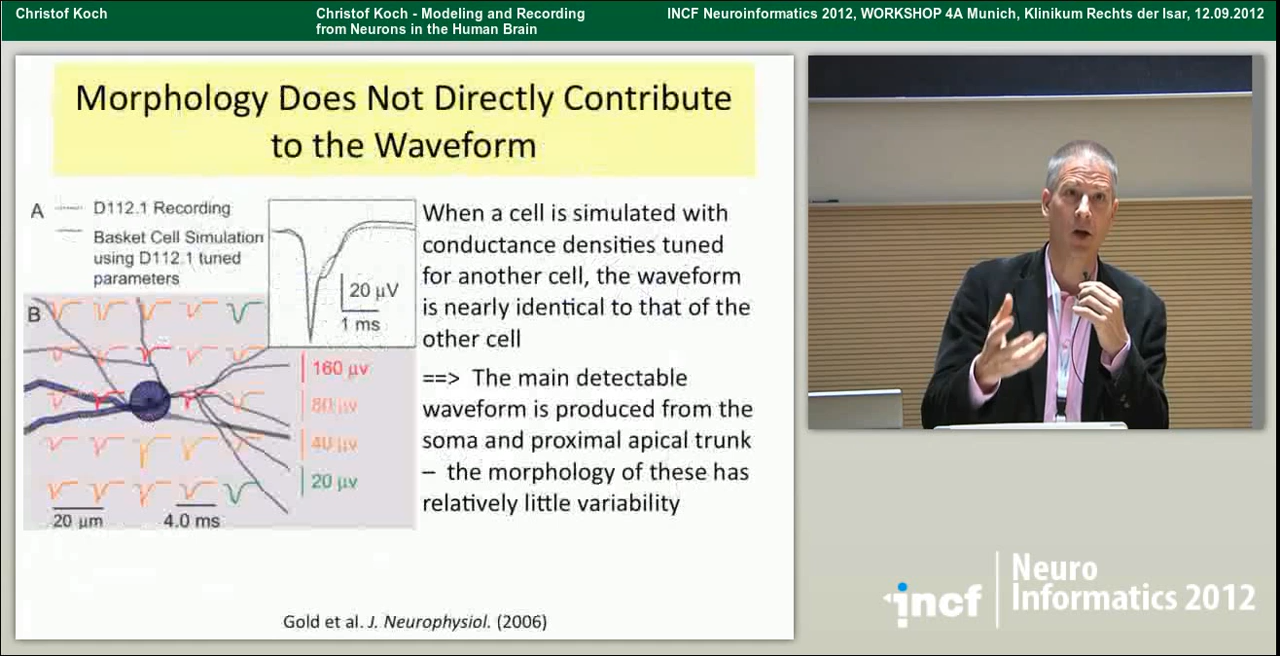 Christof Koch
Christof Koch - Modeling and Recording
from Neurons in the Human Brain
INCF Neuroinformatics 2012, WORKSHOP 4A Munich, Klinikum Rechts der Isar, 12.09.2012
Morphology Does Not Directly Contribute
to the Waveform
A
D112.1 Recording
Basket Cell Simulation
using D112.1 tuned
parameters
20 μV
1 ms
B
160 μv
80 μv
40 μv
20 μv
20 μm
4.0 ms
When a cell is simulated with
conductance densities tuned
for another cell, the waveform
is nearly identical to that of the
other cell
==> The main detectable
waveform is produced from the
soma and proximal apical trunk
– the morphology of these has
relatively little variability
Gold et al. J. Neurophysiol. (2006)
incf
Neuro
Informatics 2012